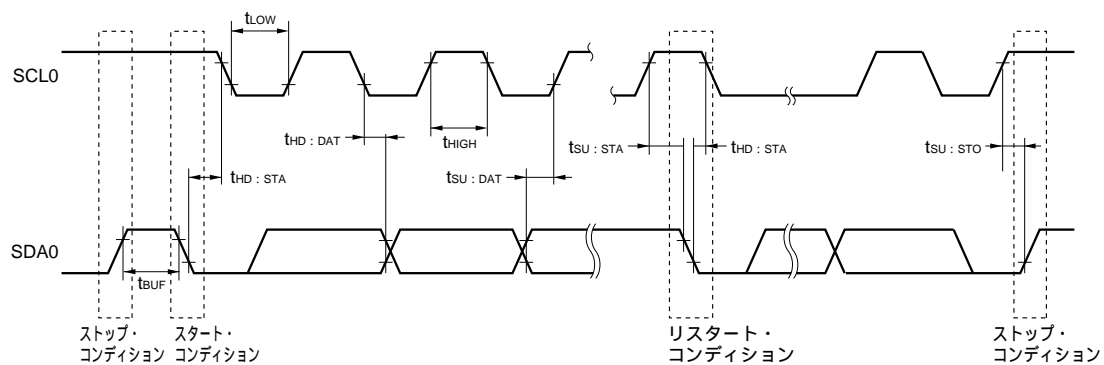 tLOW
SCL0
tHD : DAT
tHIGH
tSU : STA
tHD : STA
tSU : STO
tHD : STA
tSU : DAT
SDA0
tBUF
ストップ・
コンディション
スタート・
コンディション
リスタート・
コンディション
ストップ・
コンディション